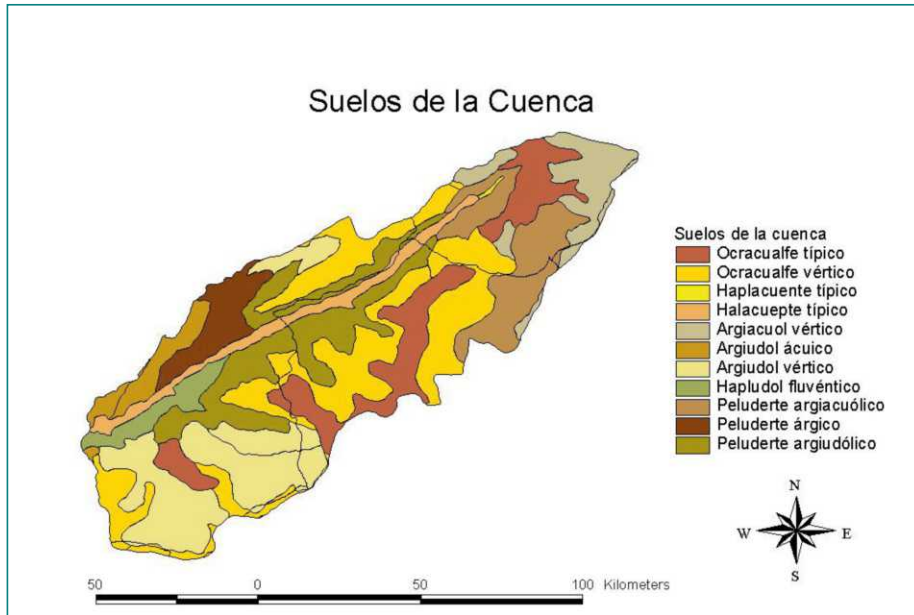 Suelos de la Cuenca
Suelos de la cuenca
Ocracualfe típico
Ocracualfe vértico
Haplacuente típico
Halacuepte típico
Argiacuol vértico
Argiudol ácuico
Argiudol vértico
Hapludol fluvéntico
Peluderte argiacuólico
Peluderte árgico
Peluderte argiudólico
N
W E
S
50 0 50 100 Kilometers